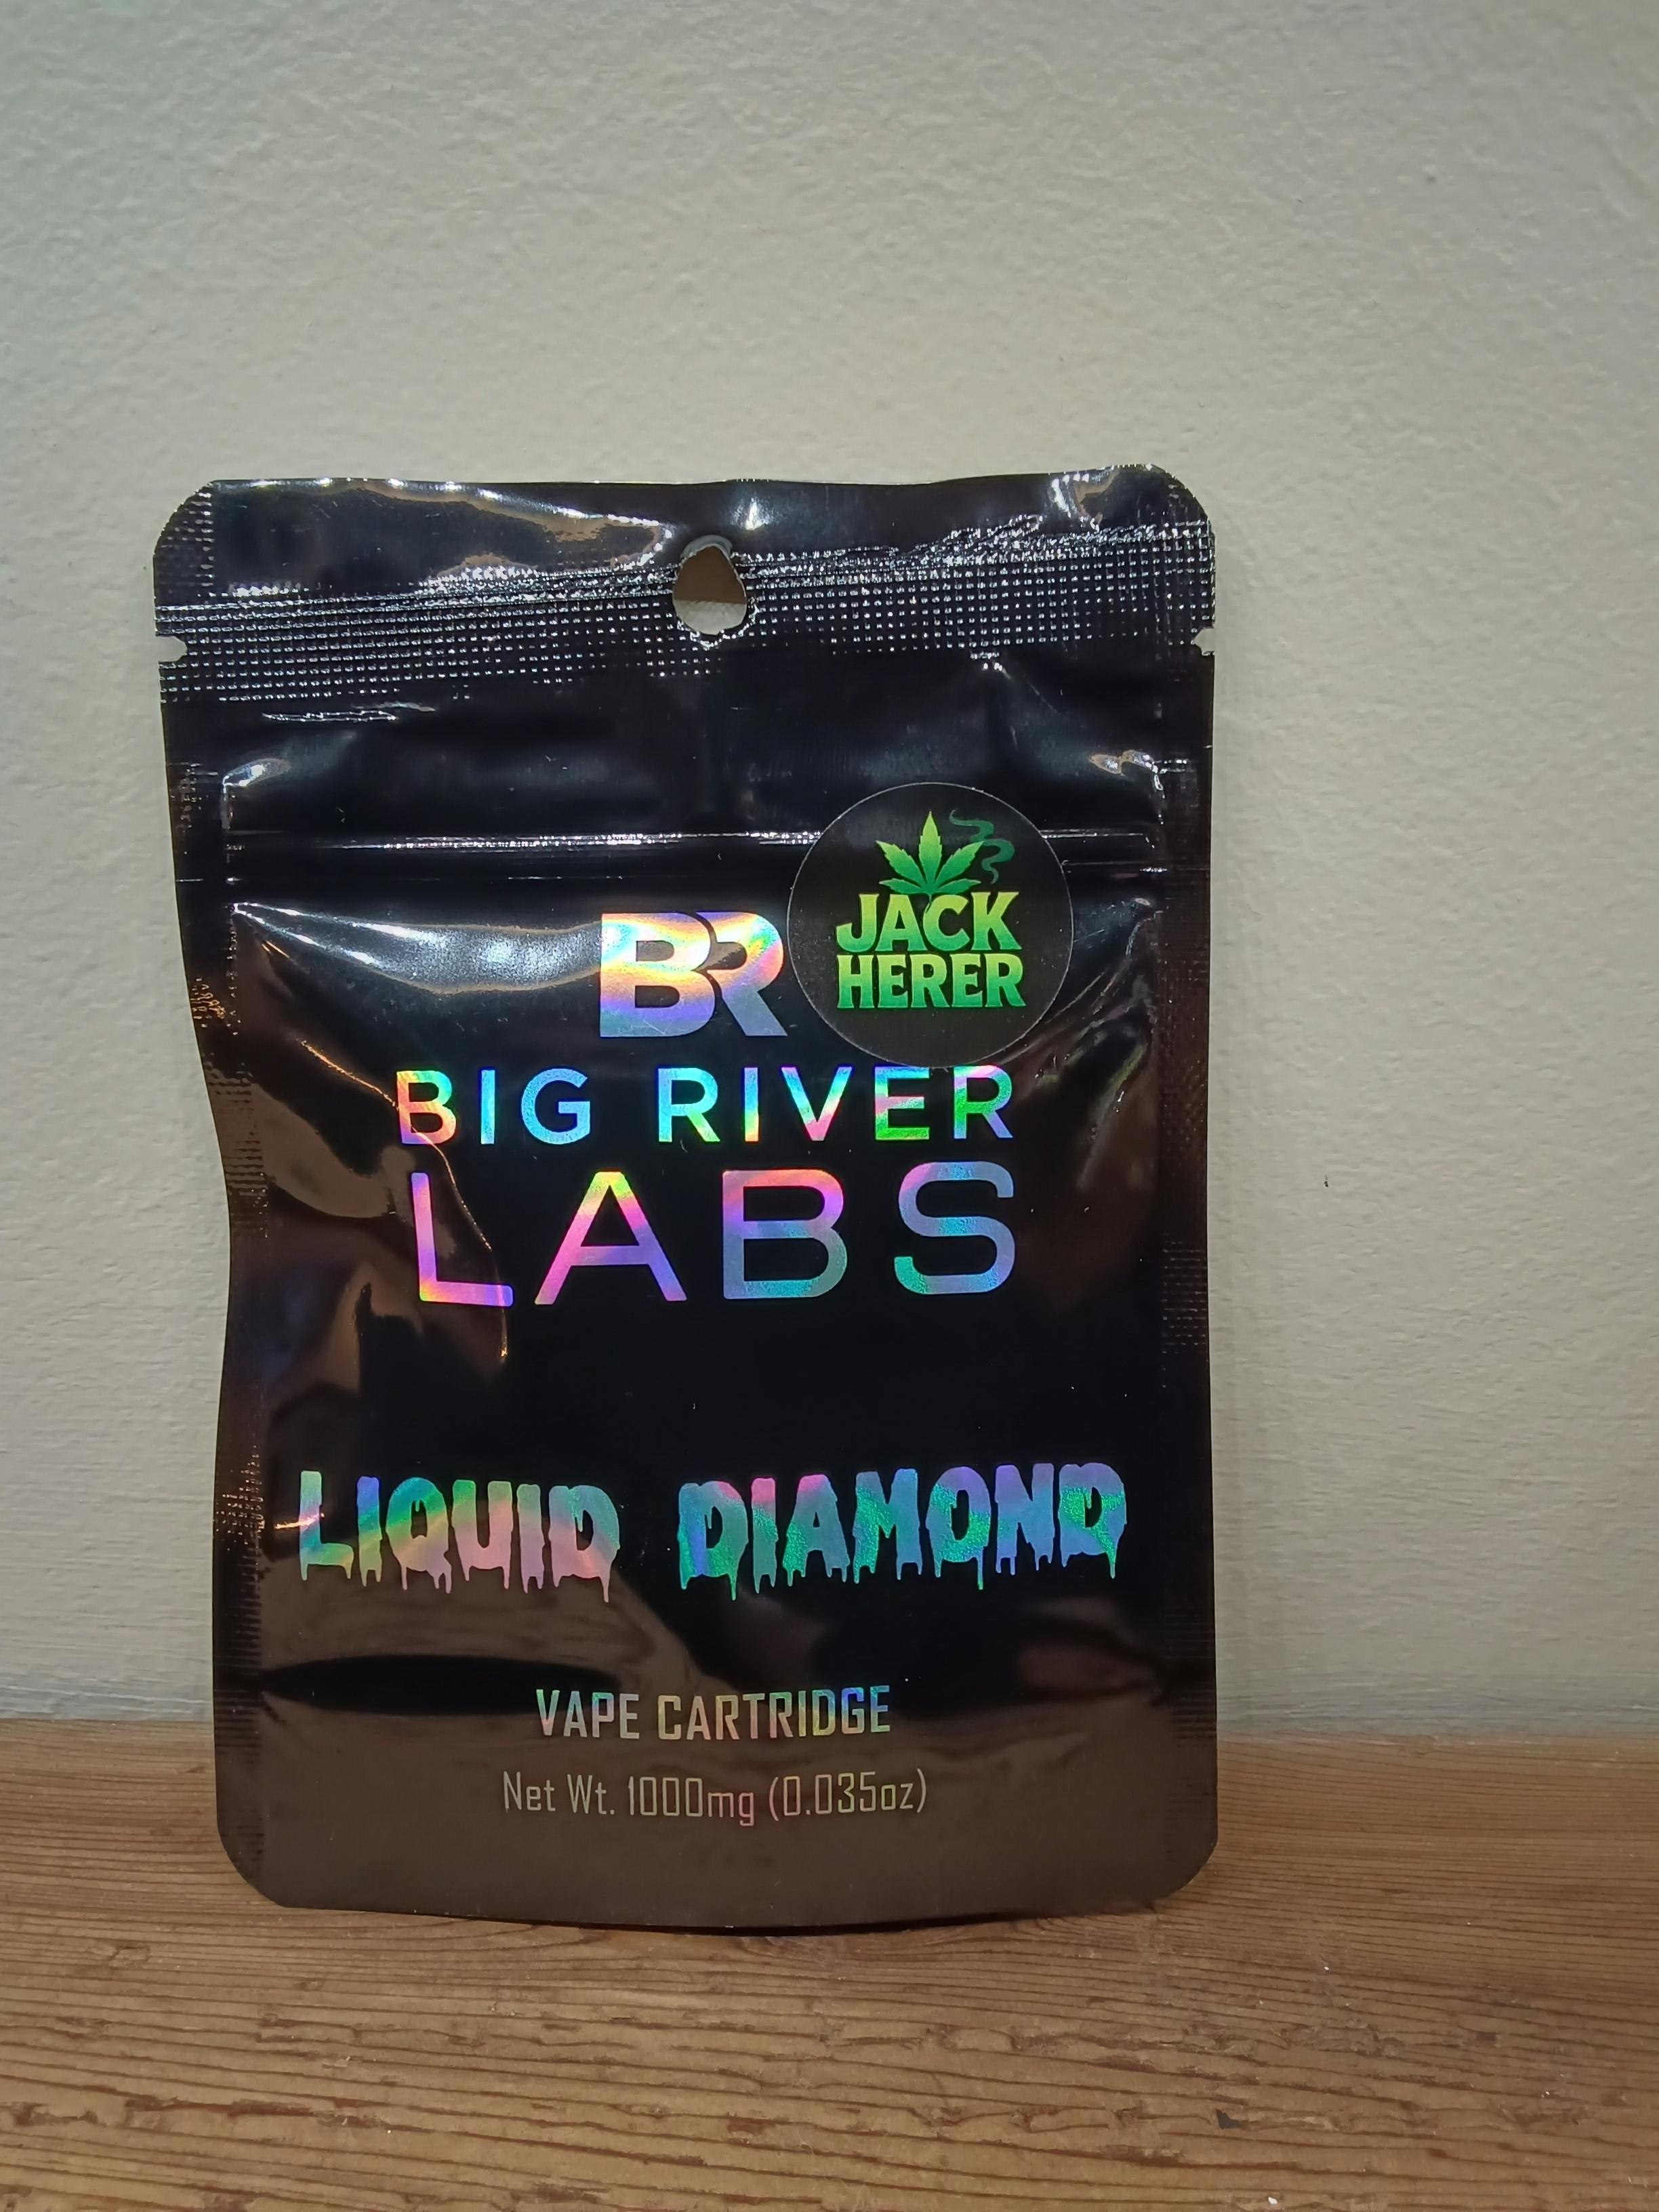 JACK
HERER
BR
BIG RIVER
LABS
LIQUID DIAMOND
VAPE CARTRIDGE
Net Wt. 1000mg (0.035oz)